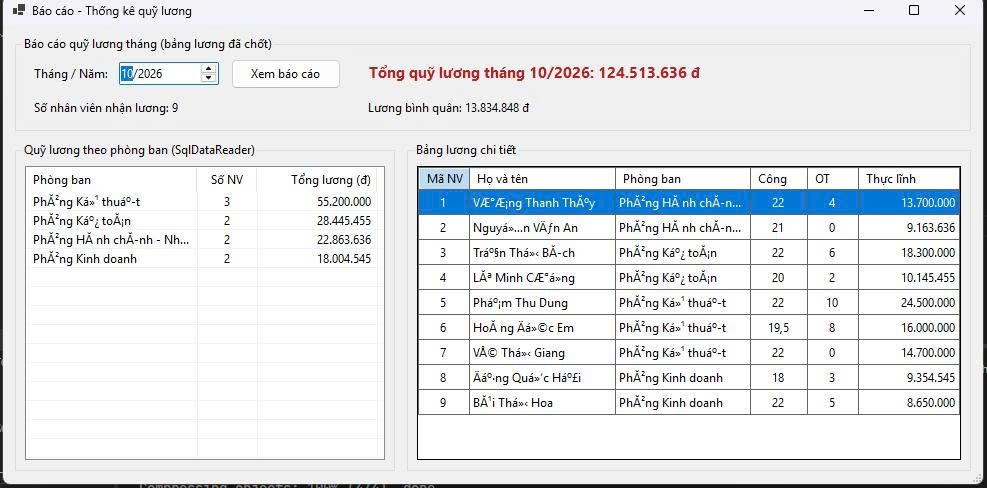 Báo cáo - Thống kê quỹ lương
Báo cáo quỹ lương tháng (bảng lương đã chốt)
Tháng / Năm: 10/2026 Xem báo cáo Tổng quỹ lương tháng 10/2026: 124.513.636 đ
Số nhân viên nhận lương: 9 Lương bình quân: 13.834.848 đ
Quỹ lương theo phòng ban (SqlDataReader)
Phòng ban Số NV Tổng lương (đ)
PhĂ²ng Ká»¹ thuáº­t 3 55.200.000
PhĂ²ng Káº¿ toĂ¡n 2 28.445.455
PhĂ²ng HĂ nh chĂ­nh - Nh... 2 22.863.636
PhĂ²ng Kinh doanh 2 18.004.545
Bảng lương chi tiết
Mã NV Họ và tên Phòng ban Công OT Thực lĩnh
1 VÆ°Æ¡ng Thanh ThĂºy PhĂ²ng HĂ nh chĂ­n... 22 4 13.700.000
2 Nguyá»…n VÄƒn An PhĂ²ng HĂ nh chĂ­n... 21 0 9.163.636
3 Tráº§n Thá»‹ BĂ­ch PhĂ²ng Káº¿ toĂ¡n 22 6 18.300.000
4 LĂª Minh CÆ°á»ng PhĂ²ng Káº¿ toĂ¡n 20 2 10.145.455
5 Pháº¡m Thu Dung PhĂ²ng Ká»¹ thuáº­t 22 10 24.500.000
6 HoĂ ng Äá»©c Em PhĂ²ng Ká»¹ thuáº­t 19,5 8 16.000.000
7 VÅ© Thá»‹ Giang PhĂ²ng Ká»¹ thuáº­t 22 0 14.700.000
8 Äáº·ng Quá»‘c Háº£i PhĂ²ng Kinh doanh 18 3 9.354.545
9 BĂ¹i Thá»‹ Hoa PhĂ²ng Kinh doanh 22 5 8.650.000